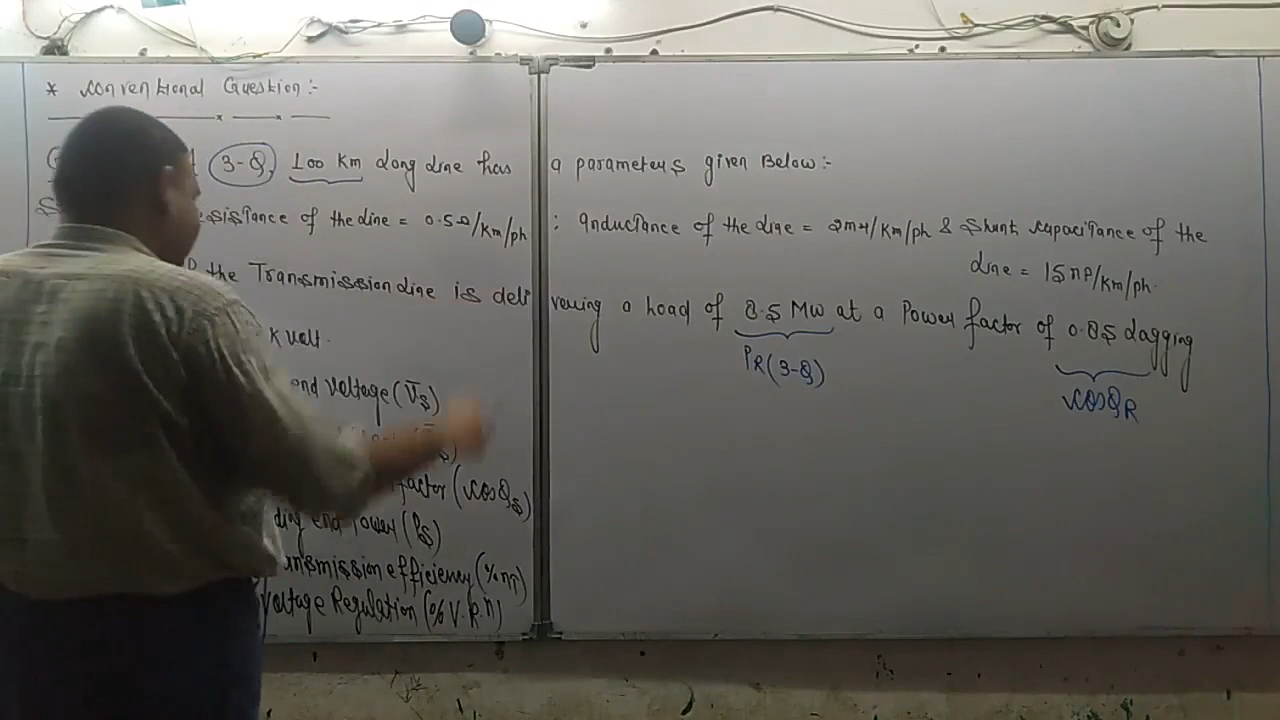 * Conventional Question:-
3-Φ, 100 Km long line has a parameters given Below:-
esistance of the line = 0.5Ω/Km/ph ; Inductance of the line = 2mH/Km/ph & Shunt capacitance of the
line = 15nF/Km/ph.
the Transmission line is delivering a load of 8.5 MW at a Power factor of 0.85 lagging
PR(3-Φ)
cosΦR
K volt.
end voltage (V̅s)
factor (cosΦs)
ding end Power (Ps)
ansmission efficiency (%ηT)
Voltage Regulation (% V.R.n)